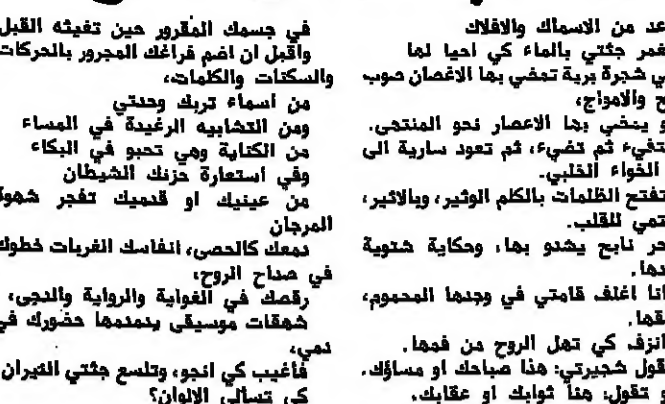 عد من الاسماك والافلاك
غمر جثتي بالماء كي احيا لها
ي شجرة برية تمضي بها الاغصان صوب
ح والامواج،
و ينضي بها الاعصار نحو المنتهى.
تفيء ثم تضيء، ثم تعود سارية الى
الخواء الخلبي.
تفتح الظلمات بالكلم الوثير، وبالاثير،
تمي للقلب.
حر نابح يشدو بها، وحكاية شتوية
دها.
انا اغلف قامتي في وجدها المحموم،
قها.
انزف كي تهل الروح من فمها.
قول شجيرتي: هذا صباحك او مساؤك.
و تقول: هنا ثوابك او عقابك.
في جسمك المقرور حين تغيثه القبل
واقبل ان اضم فراغك المجرور بالحركات
والسكتات والكلمات،
من اسماء تربك وحدتي
ومن التشابيه الرغيدة في المساء
من الكناية وهي تحبو في البكاء
وفي استعارة حزنك الشيطان
من عينيك او قدميك تفجر شهوة
المرجان
دمعك كالحصى، انفاسك الغربات خطوك
في صداح الروح،
رقصك في الغواية والرواية والدجى،
شهقات موسيقى ينمنمها حضورك في
دمي،
فأغيب كي انجو، وتلسع جثتي النيران
كي تسالي الالوان؟